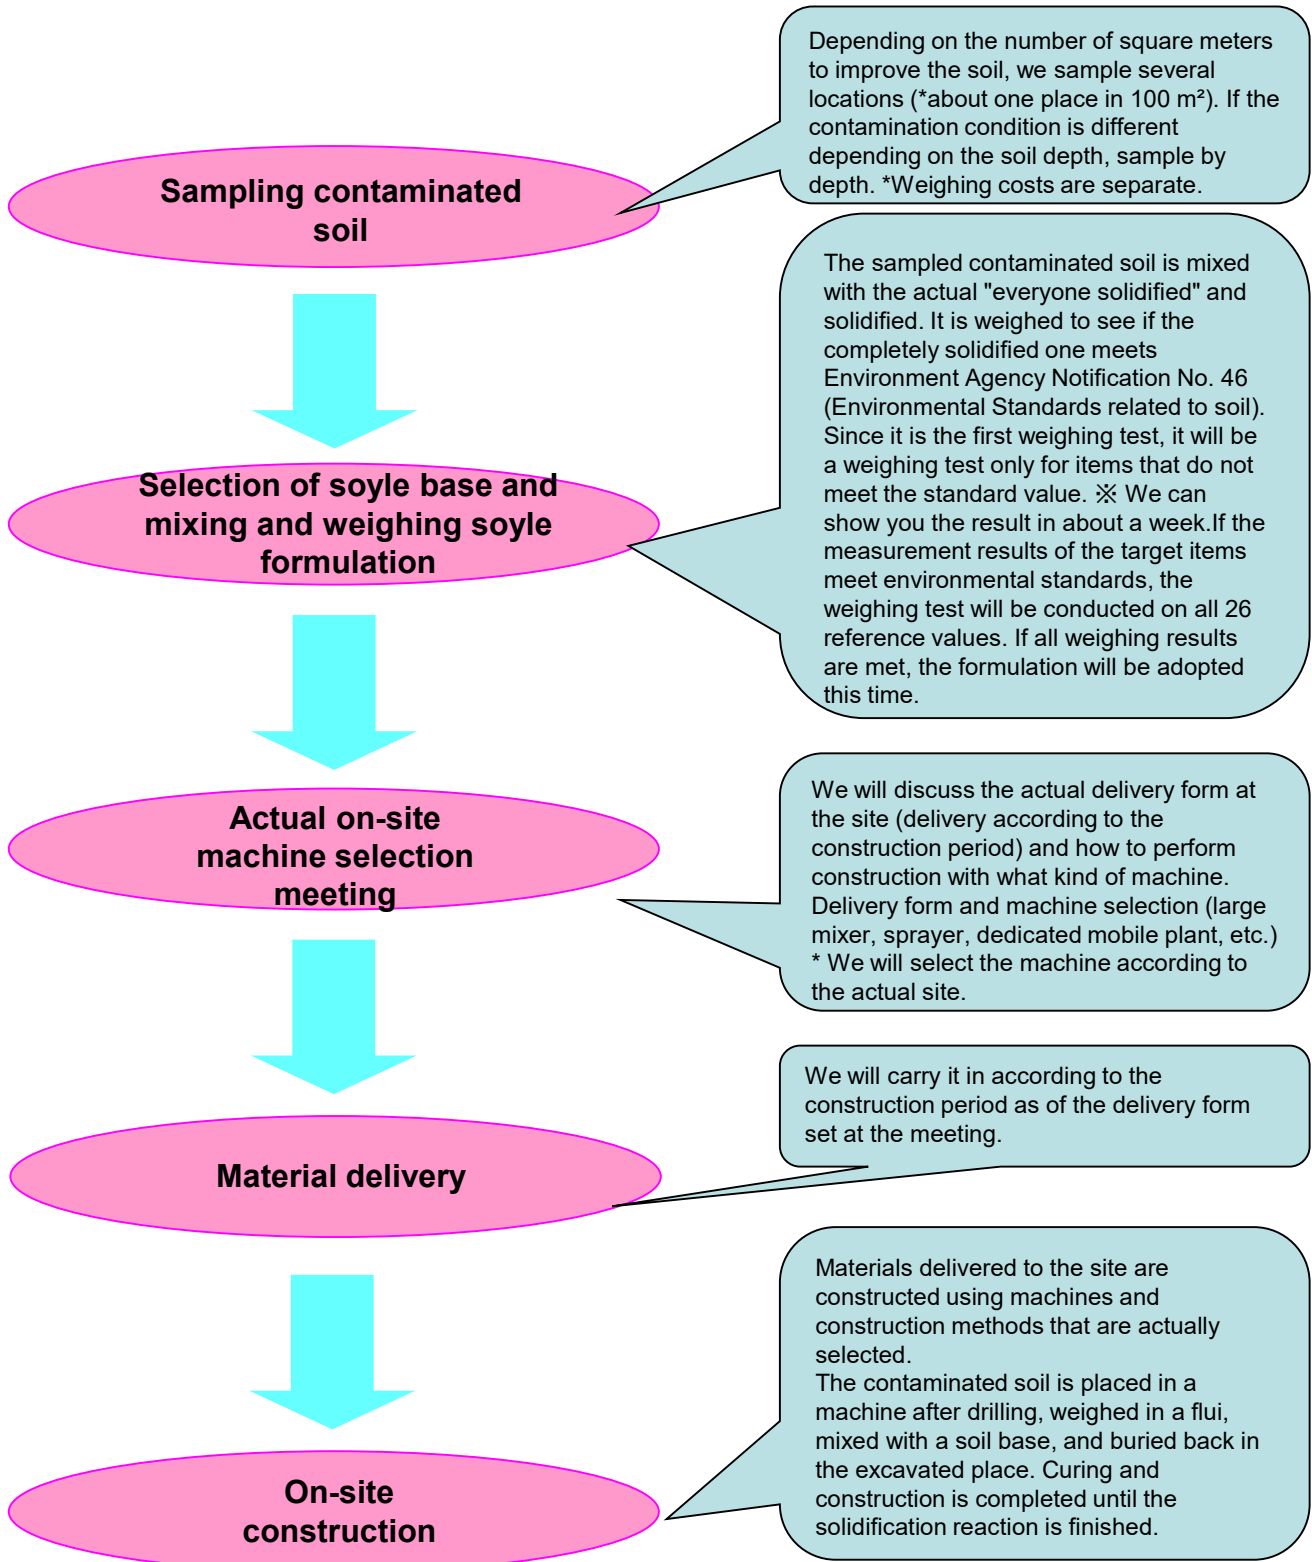 Depending on the number of square meters
to improve the soil, we sample several
locations (*about one place in 100 m²). If the
contamination condition is different
depending on the soil depth, sample by
depth. *Weighing costs are separate.
Sampling contaminated
soil
The sampled contaminated soil is mixed
with the actual "everyone solidified" and
solidified. It is weighed to see if the
completely solidified one meets
Environment Agency Notification No. 46
(Environmental Standards related to soil).
Since it is the first weighing test, it will be
a weighing test only for items that do not
meet the standard value. ※ We can
show you the result in about a week.If the
measurement results of the target items
meet environmental standards, the
weighing test will be conducted on all 26
reference values. If all weighing results
are met, the formulation will be adopted
this time.
Selection of soyle base and
mixing and weighing soyle
formulation
We will discuss the actual delivery form at
the site (delivery according to the
construction period) and how to perform
construction with what kind of machine.
Delivery form and machine selection (large
mixer, sprayer, dedicated mobile plant, etc.)
* We will select the machine according to
the actual site.
Actual on-site
machine selection
meeting
We will carry it in according to the
construction period as of the delivery form
set at the meeting.
Material delivery
Materials delivered to the site are
constructed using machines and
construction methods that are actually
selected.
The contaminated soil is placed in a
machine after drilling, weighed in a flui,
mixed with a soil base, and buried back in
the excavated place. Curing and
construction is completed until the
solidification reaction is finished.
On-site
construction